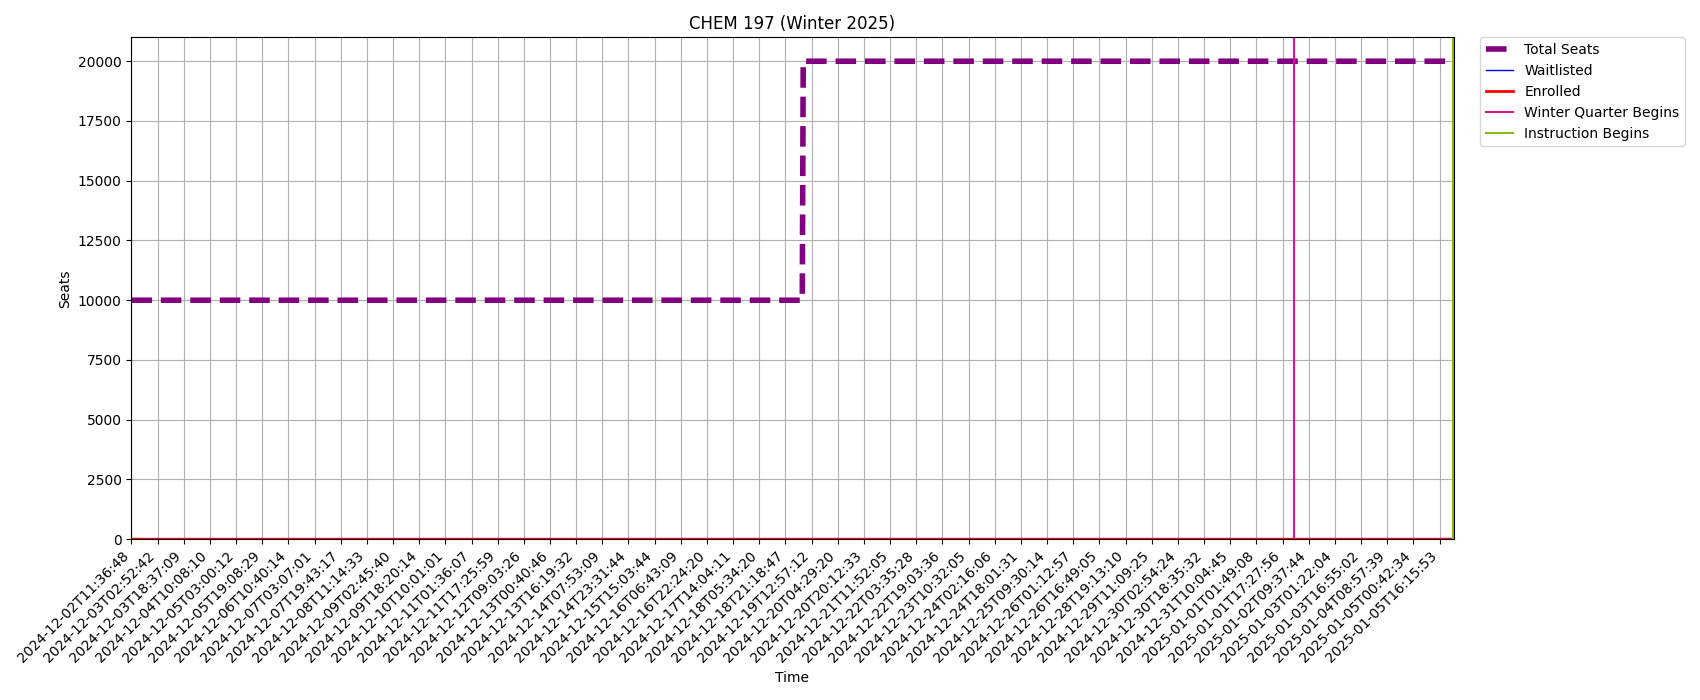 CHEM 197 (Winter 2025)
Total Seats
Waitlisted
Enrolled
Winter Quarter Begins
Instruction Begins
20000
17500
15000
12500
10000
7500
5000
2500
0
Seats
2024-12-02T11:36:48
2024-12-03T02:52:42
2024-12-03T18:37:09
2024-12-04T10:08:10
2024-12-05T03:00:12
2024-12-05T19:08:29
2024-12-06T10:40:14
2024-12-07T03:07:01
2024-12-07T19:43:17
2024-12-08T11:14:33
2024-12-09T02:45:40
2024-12-09T18:20:14
2024-12-10T10:01:01
2024-12-11T01:36:07
2024-12-11T17:25:59
2024-12-12T09:03:26
2024-12-13T00:40:46
2024-12-13T16:19:32
2024-12-14T07:53:09
2024-12-14T23:31:44
2024-12-15T15:03:44
2024-12-16T06:43:09
2024-12-16T22:24:20
2024-12-17T14:04:11
2024-12-18T05:34:20
2024-12-18T21:18:47
2024-12-19T12:57:12
2024-12-20T04:29:20
2024-12-20T20:12:33
2024-12-21T11:52:05
2024-12-22T03:35:28
2024-12-22T19:03:36
2024-12-23T10:32:05
2024-12-24T02:16:06
2024-12-24T18:01:31
2024-12-25T09:30:14
2024-12-26T01:12:57
2024-12-26T16:49:05
2024-12-28T19:13:10
2024-12-29T11:09:25
2024-12-30T02:54:24
2024-12-30T18:35:32
2024-12-31T10:04:45
2025-01-01T01:49:08
2025-01-01T17:27:56
2025-01-02T09:37:44
2025-01-03T01:22:04
2025-01-03T16:55:02
2025-01-04T08:57:39
2025-01-05T00:42:34
2025-01-05T16:15:53
Time